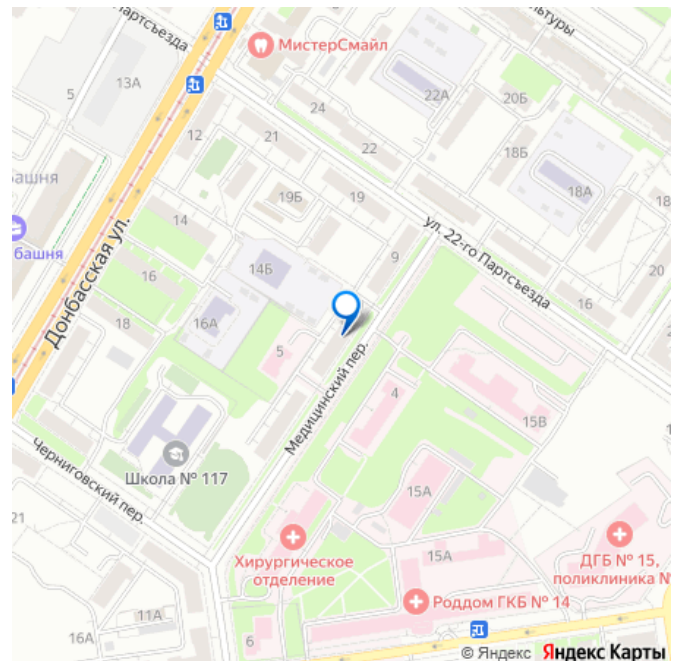 Партсъезда
льтуры
МистерСмайл
13А
5
22А
20Б
24
12
21
22
18Б
19Б
19
18А
18
башня
башня
14
ул. 22-го Партсъезда
9
Донбасская ул.
14Б
20
16
16
18
16А
5
Медицинский пер.
4
15В
Школа № 117
Черниговский пер.
15А
21
Хирургическое
отделение
15А
ДГБ № 15,
поликлиника №
Роддом ГКБ № 14
11А
16А
6
© Яндекс Яндекс Карты